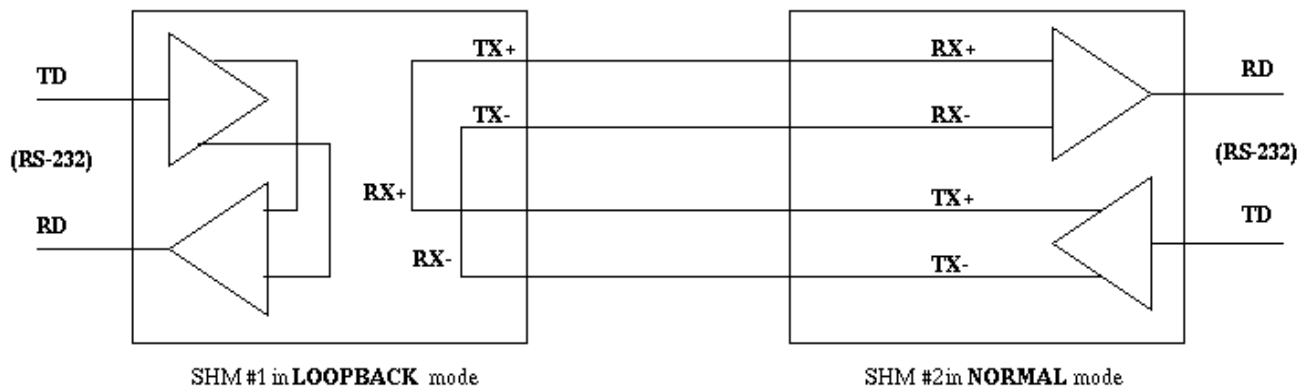 TX+
RX+
TD
RD
TX-
RX-
(RS-232)
(RS-232)
RX+
TX+
RD
TD
RX-
TX-
SHM #1 in LOOPBACK mode
SHM #2 in NORMAL mode